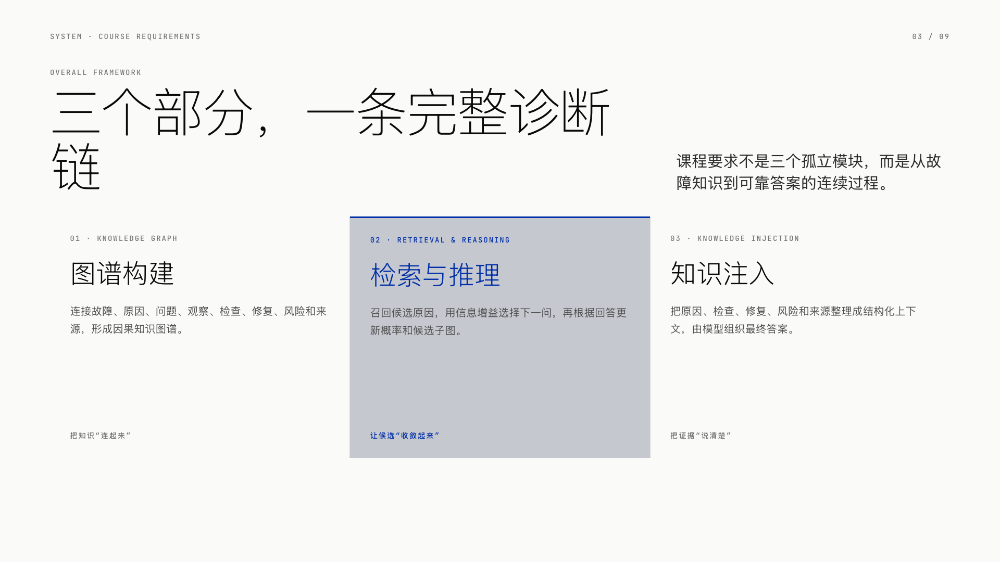 SYSTEM · COURSE REQUIREMENTS
03 / 09
OVERALL FRAMEWORK
三个部分，一条完整诊断
链
课程要求不是三个孤立模块，而是从故
障知识到可靠答案的连续过程。
01 · KNOWLEDGE GRAPH
图谱构建
连接故障、原因、问题、观察、检查、修复、风险和来
源，形成因果知识图谱。
把知识“连起来”
02 · RETRIEVAL & REASONING
检索与推理
召回候选原因，用信息增益选择下一问，再根据回答更
新概率和候选子图。
让候选“收敛起来”
03 · KNOWLEDGE INJECTION
知识注入
把原因、检查、修复、风险和来源整理成结构化上下
文，由模型组织最终答案。
把证据“说清楚”